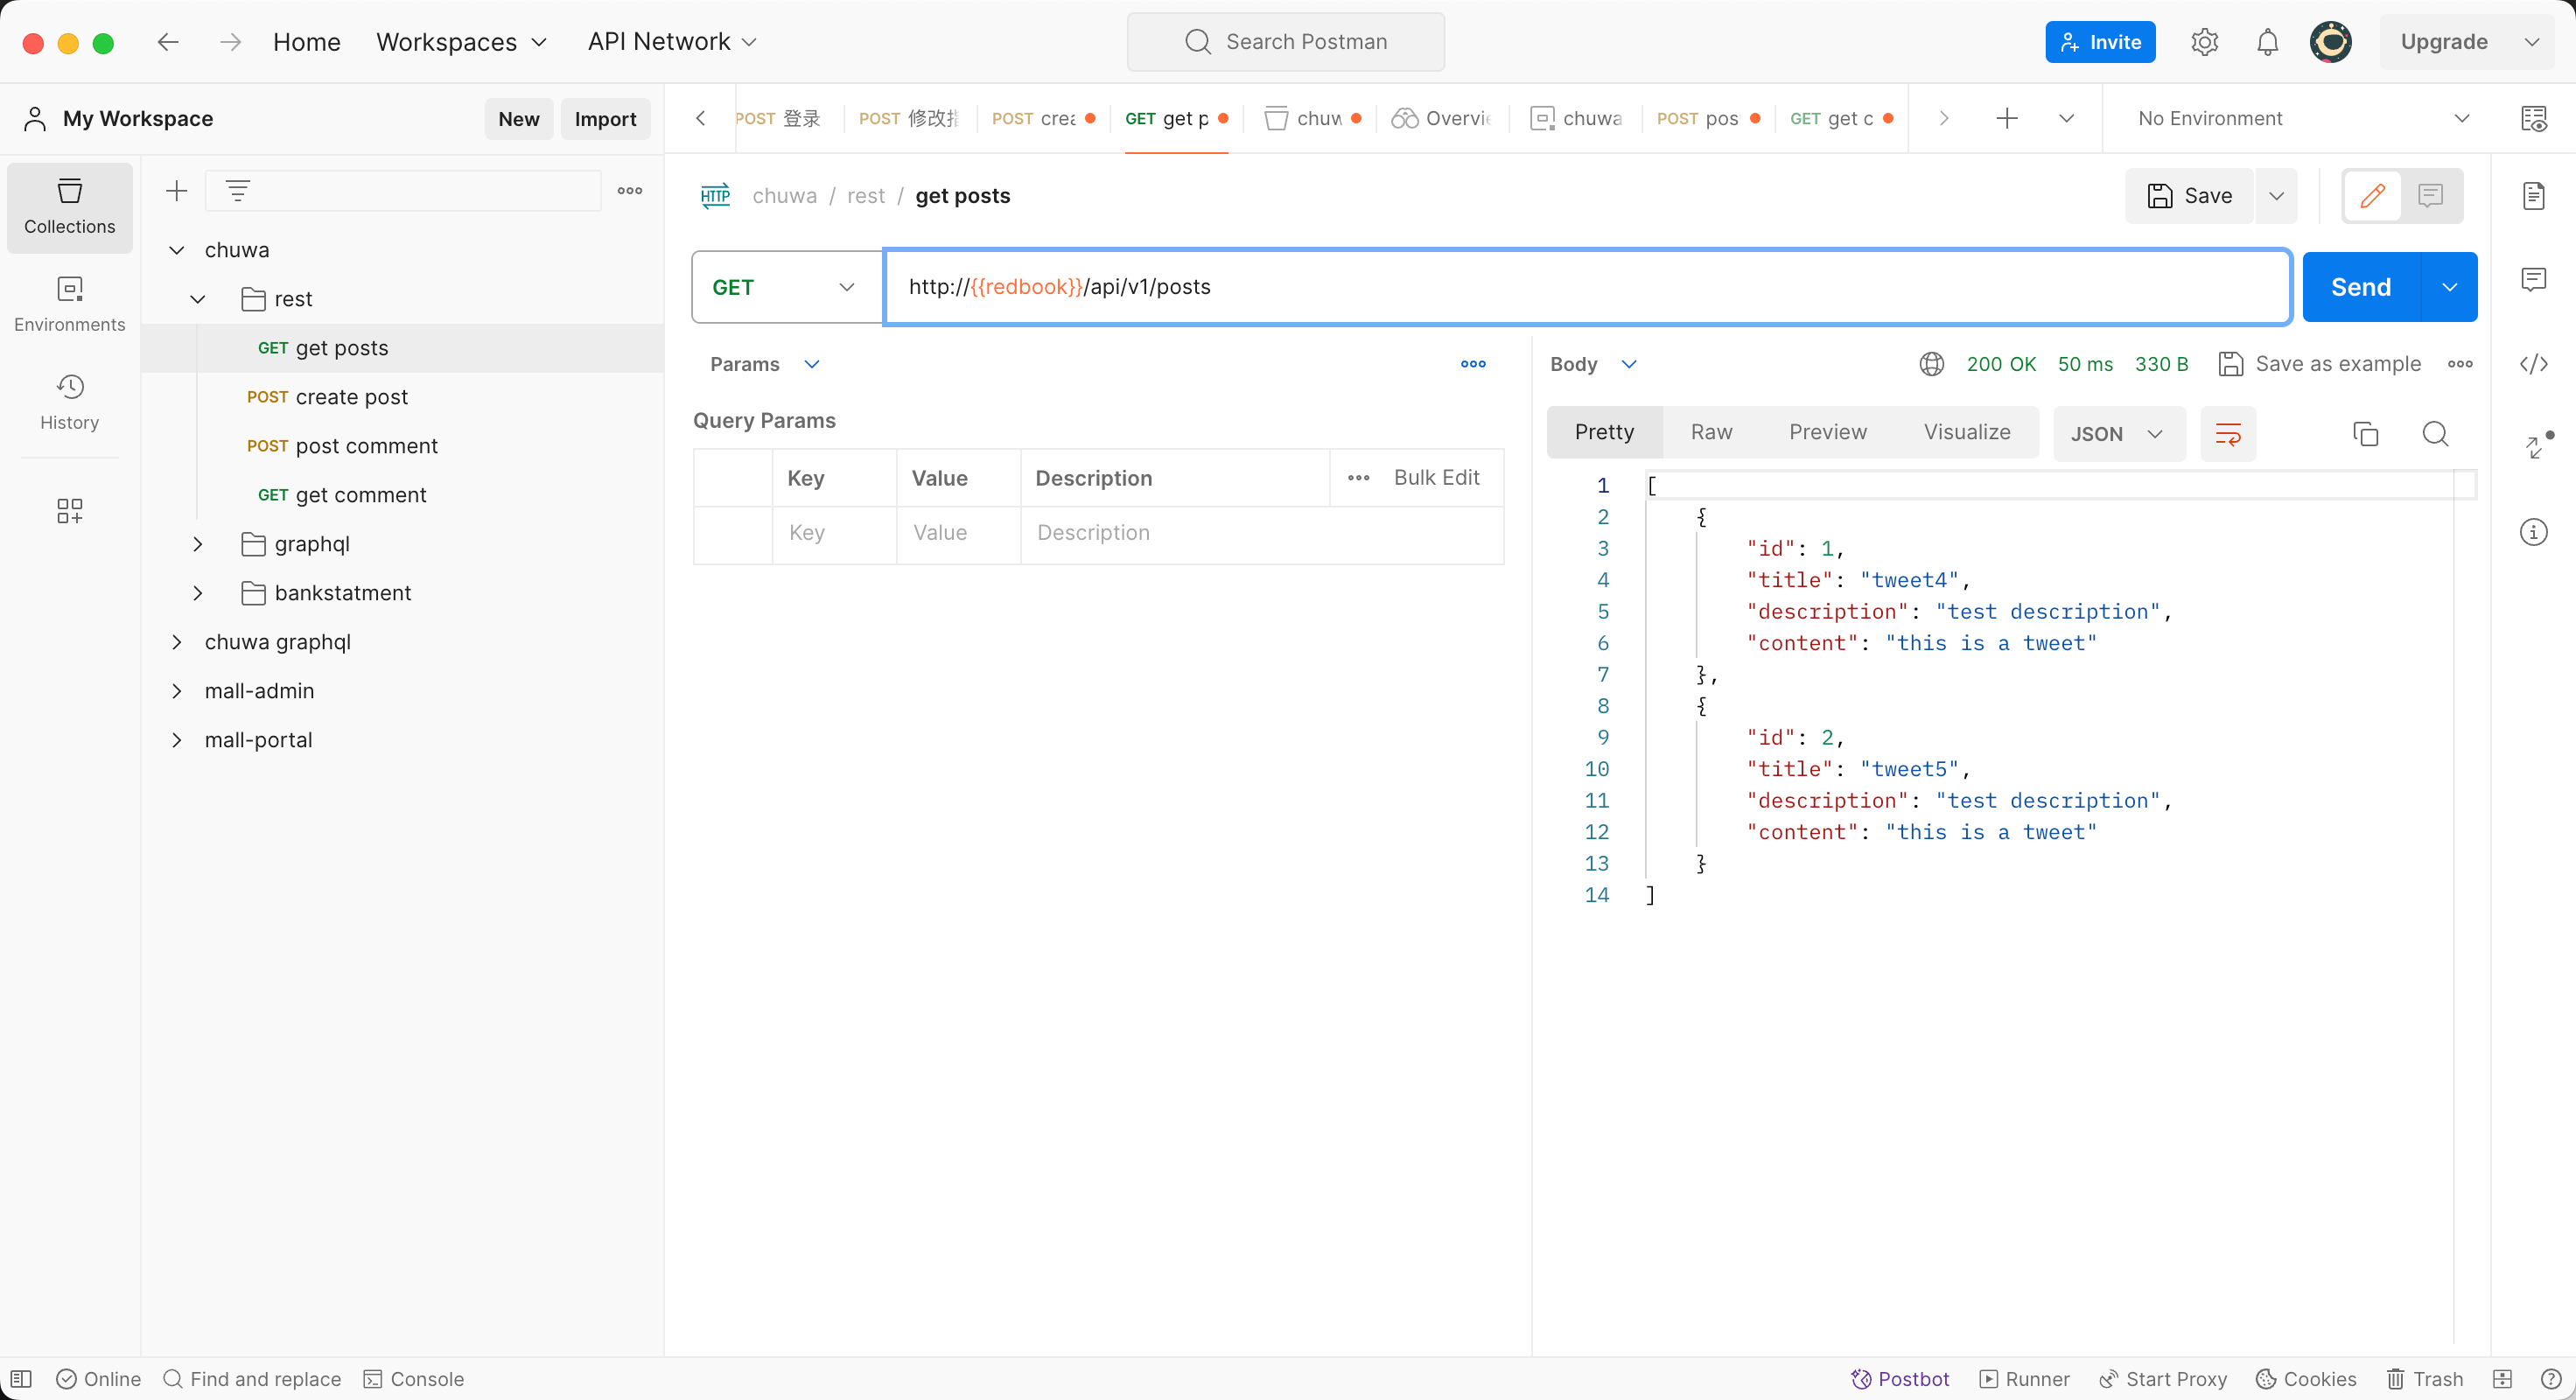 Home Workspaces API Network Search Postman Invite Upgrade
My Workspace New Import
POST 登录 POST 修改 POST crea GET get p chuw Overvie chuwa POST pos GET get c No Environment
Collections
Environments
History
chuwa
rest
GET get posts
POST create post
POST post comment
GET get comment
graphql
bankstatment
chuwa graphql
mall-admin
mall-portal
HTTP chuwa / rest / get posts Save
GET http://{{redbook}}/api/v1/posts Send
Params
Query Params
Key Value Description Bulk Edit
Key Value Description
Body 200 OK 50 ms 330 B Save as example
Pretty Raw Preview Visualize JSON
1 [
2 {
3 "id": 1,
4 "title": "tweet4",
5 "description": "test description",
6 "content": "this is a tweet"
7 },
8 {
9 "id": 2,
10 "title": "tweet5",
11 "description": "test description",
12 "content": "this is a tweet"
13 }
14 ]
Online Find and replace Console Postbot Runner Start Proxy Cookies Trash